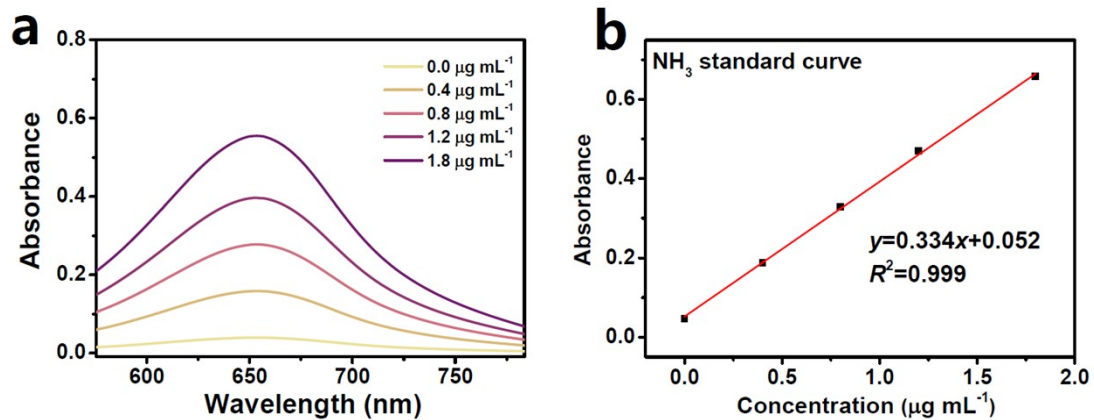 a
0.8
0.6
0.4
0.2
0.0
Absorbance
0.0 μg mL⁻¹
0.4 μg mL⁻¹
0.8 μg mL⁻¹
1.2 μg mL⁻¹
1.8 μg mL⁻¹
600 650 700 750
Wavelength (nm)
b
NH₃ standard curve
0.6
0.4
0.2
0.0
Absorbance
y=0.334x+0.052
R²=0.999
0.0 0.5 1.0 1.5 2.0
Concentration (μg mL⁻¹)